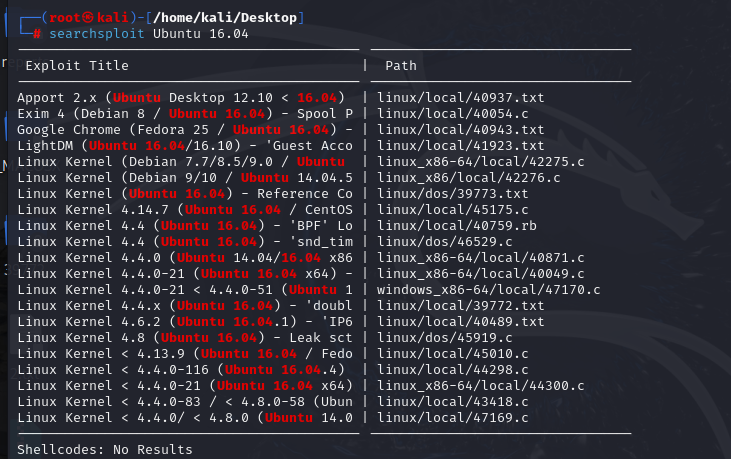 (root㉿kali)-[/home/kali/Desktop]
# searchsploit Ubuntu 16.04
Exploit Title | Path
Apport 2.x (Ubuntu Desktop 12.10 < 16.04) | linux/local/40937.txt
Exim 4 (Debian 8 / Ubuntu 16.04) - Spool P | linux/local/40054.c
Google Chrome (Fedora 25 / Ubuntu 16.04) - | linux/local/40943.txt
LightDM (Ubuntu 16.04/16.10) - 'Guest Acco | linux/local/41923.txt
Linux Kernel (Debian 7.7/8.5/9.0 / Ubuntu | linux_x86-64/local/42275.c
Linux Kernel (Debian 9/10 / Ubuntu 14.04.5 | linux_x86/local/42276.c
Linux Kernel (Ubuntu 16.04) - Reference Co | linux/dos/39773.txt
Linux Kernel 4.14.7 (Ubuntu 16.04 / CentOS | linux/local/45175.c
Linux Kernel 4.4 (Ubuntu 16.04) - 'BPF' Lo | linux/local/40759.rb
Linux Kernel 4.4 (Ubuntu 16.04) - 'snd_tim | linux/dos/46529.c
Linux Kernel 4.4.0 (Ubuntu 14.04/16.04 x86 | linux_x86-64/local/40871.c
Linux Kernel 4.4.0-21 (Ubuntu 16.04 x64) - | linux_x86-64/local/40049.c
Linux Kernel 4.4.0-21 < 4.4.0-51 (Ubuntu 1 | windows_x86-64/local/47170.c
Linux Kernel 4.4.x (Ubuntu 16.04) - 'doubl | linux/local/39772.txt
Linux Kernel 4.6.2 (Ubuntu 16.04.1) - 'IP6 | linux/local/40489.txt
Linux Kernel 4.8 (Ubuntu 16.04) - Leak sct | linux/dos/45919.c
Linux Kernel < 4.13.9 (Ubuntu 16.04 / Fedo | linux/local/45010.c
Linux Kernel < 4.4.0-116 (Ubuntu 16.04.4) | linux/local/44298.c
Linux Kernel < 4.4.0-21 (Ubuntu 16.04 x64) | linux_x86-64/local/44300.c
Linux Kernel < 4.4.0-83 / < 4.8.0-58 (Ubun | linux/local/43418.c
Linux Kernel < 4.4.0/ < 4.8.0 (Ubuntu 14.0 | linux/local/47169.c
Shellcodes: No Results